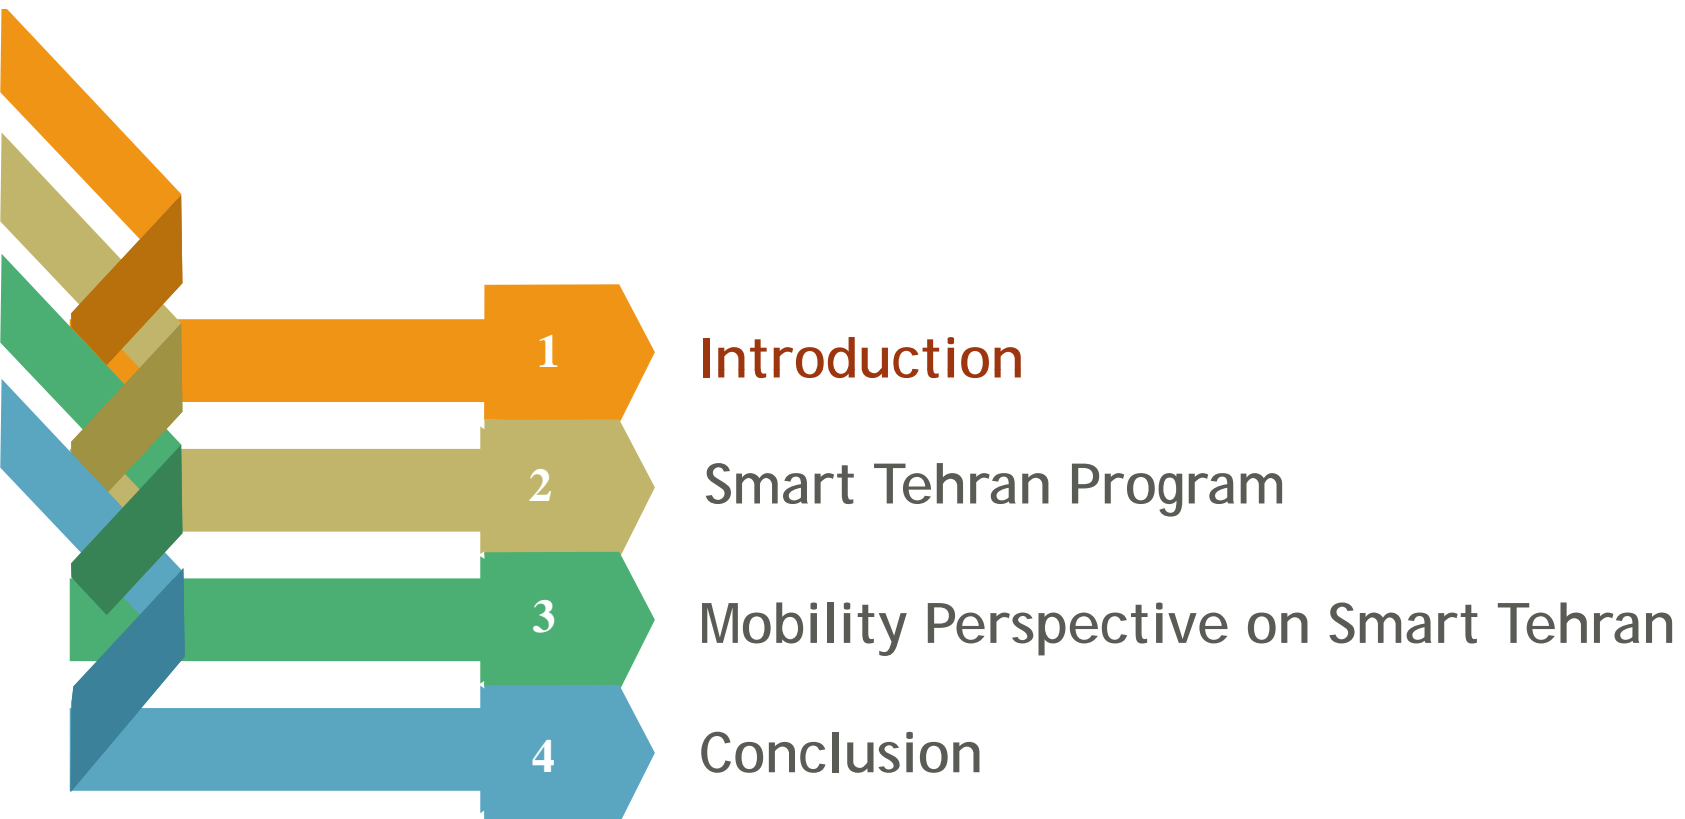 1 Introduction
2 Smart Tehran Program
3 Mobility Perspective on Smart Tehran
4 Conclusion